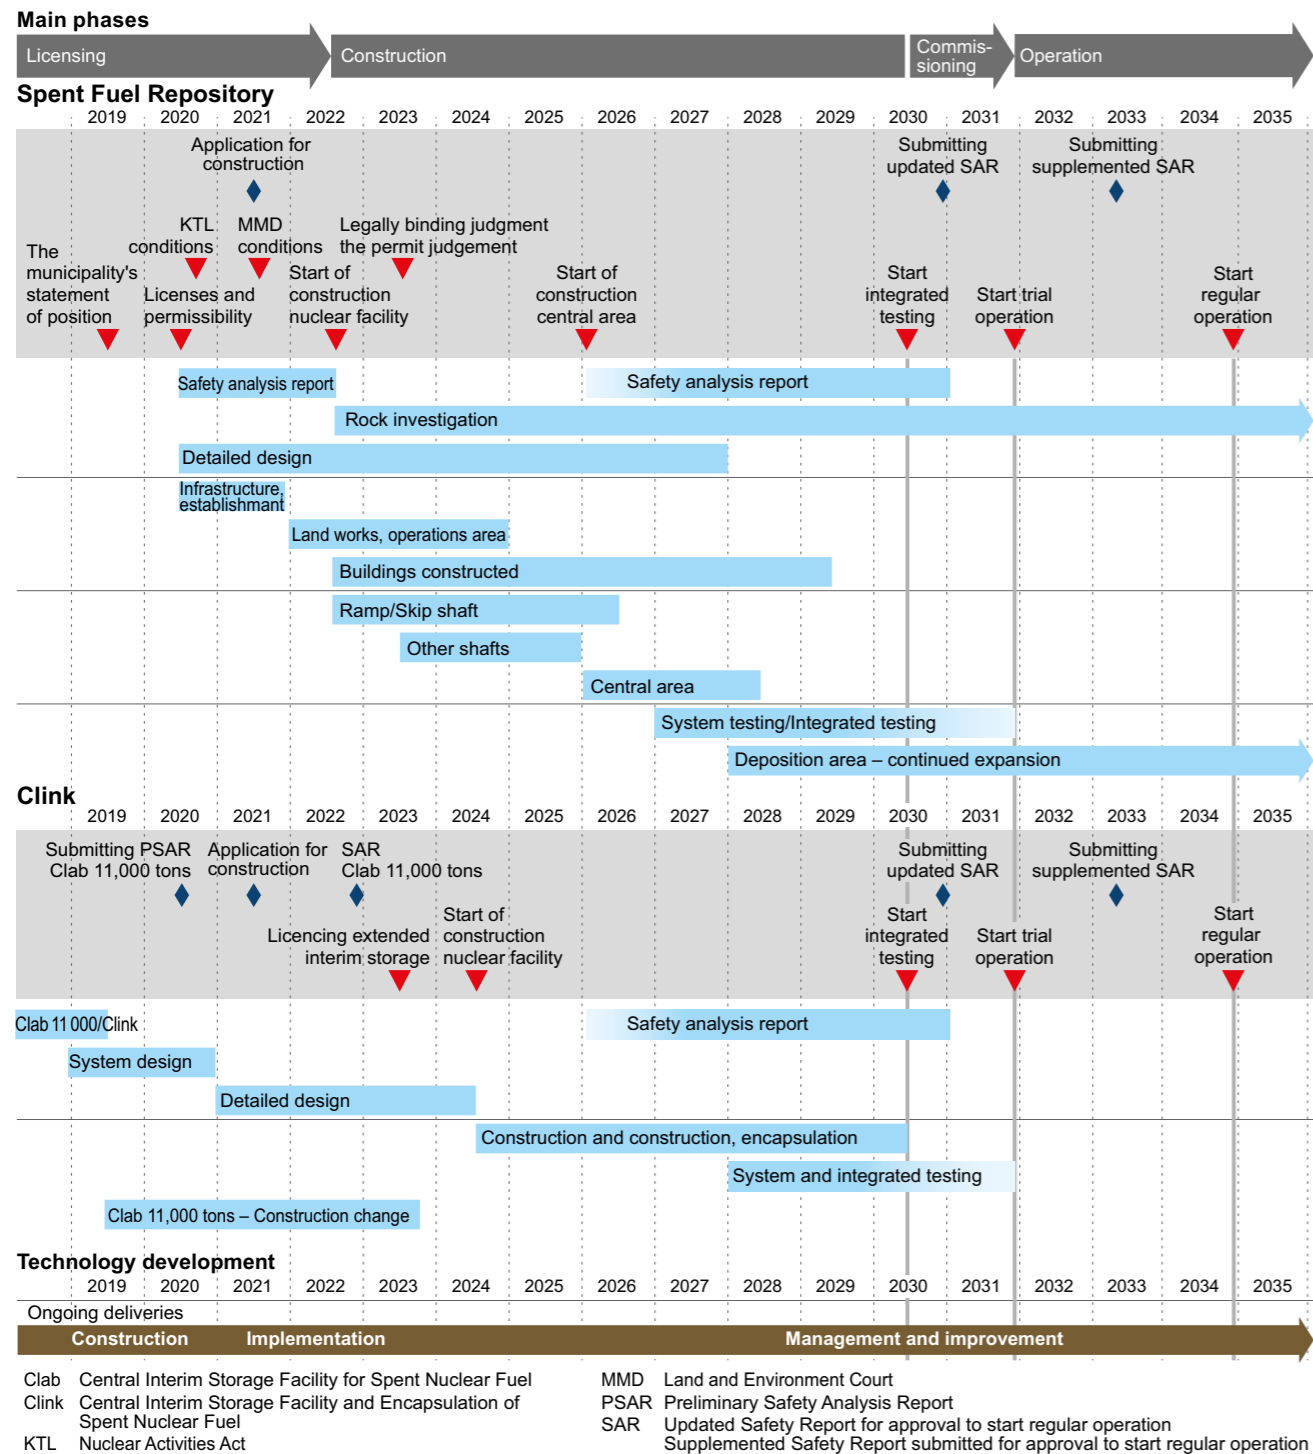 Main phases
Licensing
Construction
Commis-
sioning
Operation
Spent Fuel Repository
2019 2020 2021 2022 2023 2024 2025 2026 2027 2028 2029 2030 2031 2032 2033 2034 2035
Application for
construction
Submitting
updated SAR
Submitting
supplemented SAR
KTL
conditions
MMD
conditions
Legally binding judgment
the permit judgement
The
municipality's
statement
of position
Licenses and
permissibility
Start of
construction
nuclear facility
Start of
construction
central area
Start
integrated
testing
Start trial
operation
Start
regular
operation
Safety analysis report
Safety analysis report
Rock investigation
Detailed design
Infrastructure,
establishmant
Land works, operations area
Buildings constructed
Ramp/Skip shaft
Other shafts
Central area
System testing/Integrated testing
Deposition area – continued expansion
Clink
2019 2020 2021 2022 2023 2024 2025 2026 2027 2028 2029 2030 2031 2032 2033 2034 2035
Submitting PSAR
Clab 11,000 tons
Application for
construction
SAR
Clab 11,000 tons
Submitting
updated SAR
Submitting
supplemented SAR
Licencing extended
interim storage
Start of
construction
nuclear facility
Start
integrated
testing
Start trial
operation
Start
regular
operation
Clab 11 000/Clink
Safety analysis report
System design
Detailed design
Construction and construction, encapsulation
System and integrated testing
Clab 11,000 tons – Construction change
Technology development
2019 2020 2021 2022 2023 2024 2025 2026 2027 2028 2029 2030 2031 2032 2033 2034 2035
Ongoing deliveries
Construction
Implementation
Management and improvement
Clab Central Interim Storage Facility for Spent Nuclear Fuel
Clink Central Interim Storage Facility and Encapsulation of
Spent Nuclear Fuel
KTL Nuclear Activities Act
MMD Land and Environment Court
PSAR Preliminary Safety Analysis Report
SAR Updated Safety Report for approval to start regular operation
Supplemented Safety Report submitted for approval to start regular operation